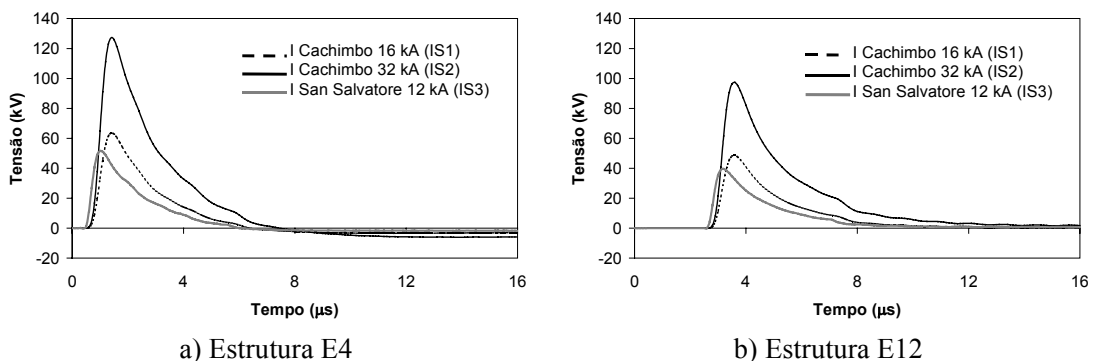 140
120
100
80
60
40
20
0
-20
Tensão (kV)
I Cachimbo 16 kA (IS1)
I Cachimbo 32 kA (IS2)
I San Salvatore 12 kA (IS3)
0 4 8 12 16
Tempo (µs)
a) Estrutura E4
140
120
100
80
60
40
20
0
-20
Tensão (kV)
I Cachimbo 16 kA (IS1)
I Cachimbo 32 kA (IS2)
I San Salvatore 12 kA (IS3)
0 4 8 12 16
Tempo (µs)
b) Estrutura E12